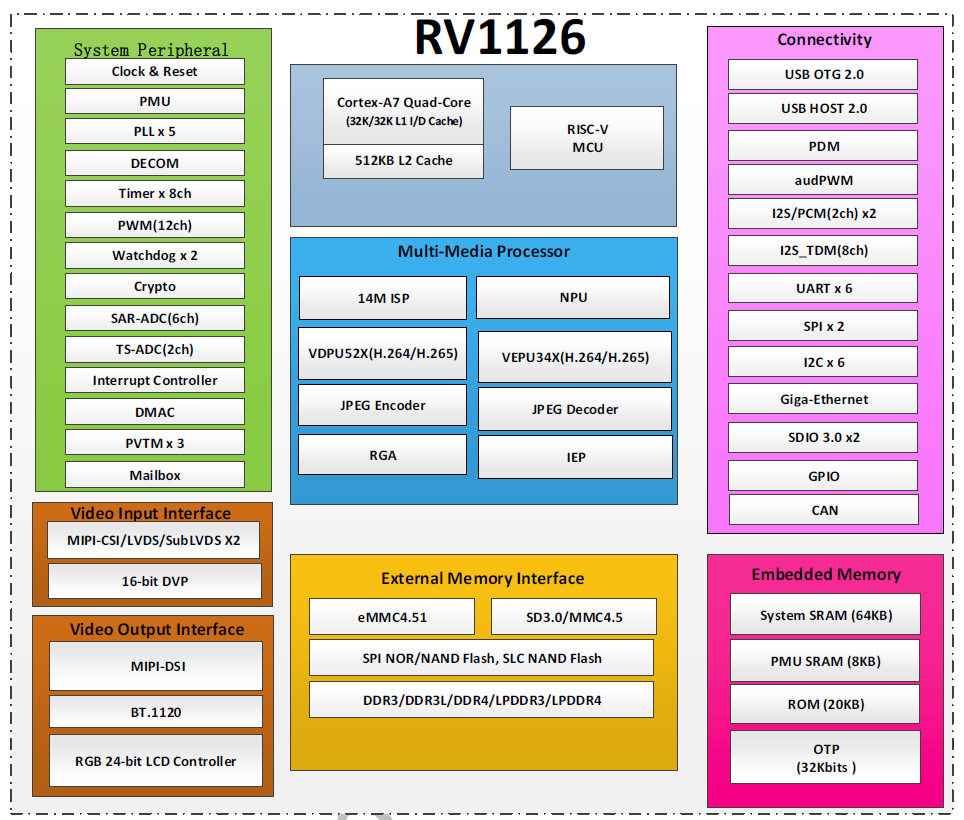 RV1126
System Peripheral
Clock & Reset
PMU
PLL x 5
DECOM
Timer x 8ch
PWM(12ch)
Watchdog x 2
Crypto
SAR-ADC(6ch)
TS-ADC(2ch)
Interrupt Controller
DMAC
PVTM x 3
Mailbox
Video Input Interface
MIPI-CSI/LVDS/SubLVDS X2
16-bit DVP
Video Output Interface
MIPI-DSI
BT.1120
RGB 24-bit LCD Controller
Cortex-A7 Quad-Core
(32K/32K L1 I/D Cache)
512KB L2 Cache
RISC-V
MCU
Multi-Media Processor
14M ISP
NPU
VDPU52X(H.264/H.265)
VEPU34X(H.264/H.265)
JPEG Encoder
JPEG Decoder
RGA
IEP
External Memory Interface
eMMC4.51
SD3.0/MMC4.5
SPI NOR/NAND Flash, SLC NAND Flash
DDR3/DDR3L/DDR4/LPDDR3/LPDDR4
Connectivity
USB OTG 2.0
USB HOST 2.0
PDM
audPWM
I2S/PCM(2ch) x2
I2S_TDM(8ch)
UART x 6
SPI x 2
I2C x 6
Giga-Ethernet
SDIO 3.0 x2
GPIO
CAN
Embedded Memory
System SRAM (64KB)
PMU SRAM (8KB)
ROM (20KB)
OTP
(32Kbits )